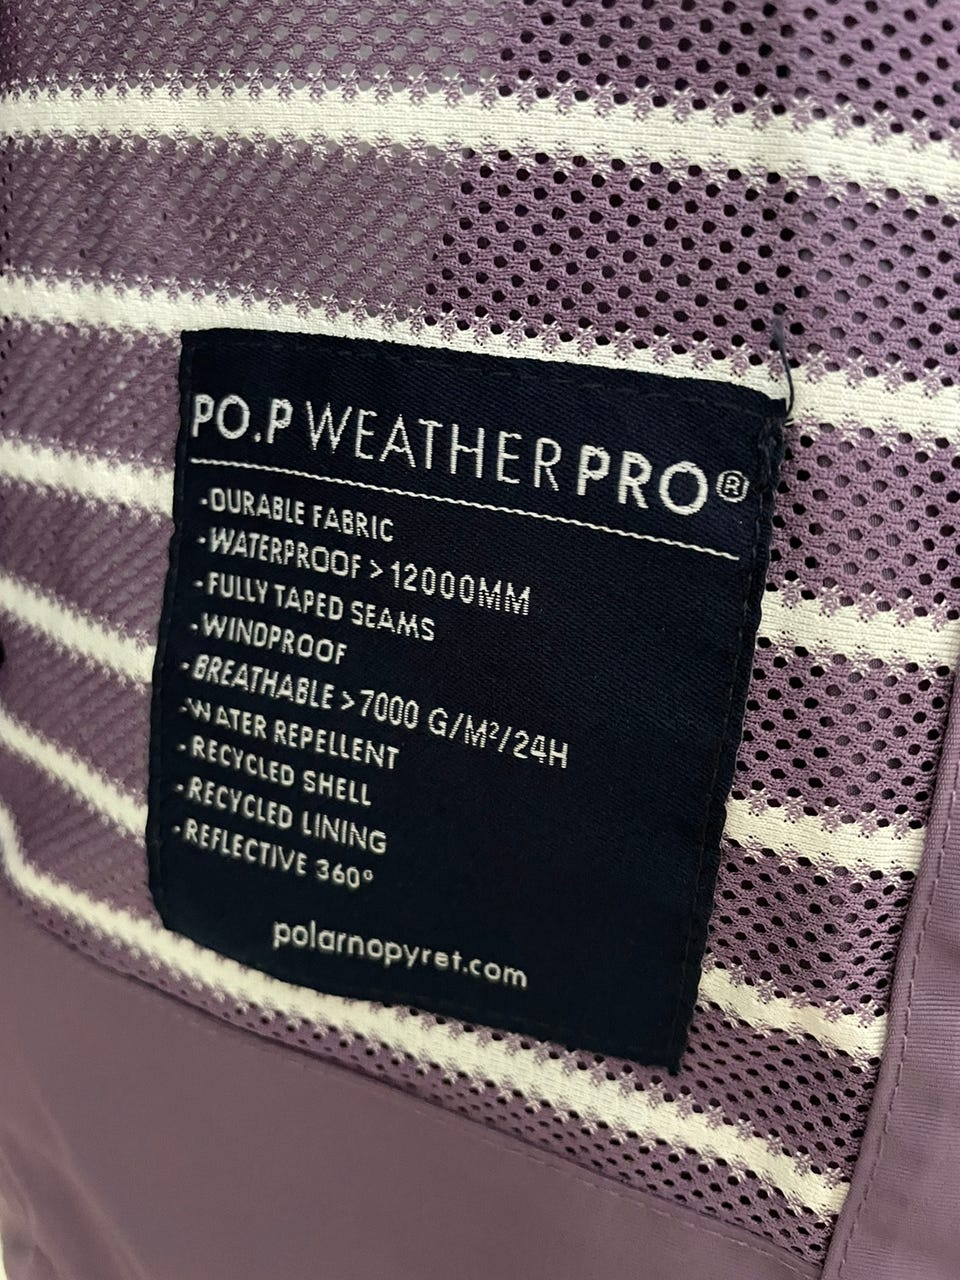 PO.P WEATHERPRO®
-DURABLE FABRIC
-WATERPROOF > 12000MM
-FULLY TAPED SEAMS
-WINDPROOF
-BREATHABLE > 7000 G/M²/24H
-WATER REPELLENT
-RECYCLED SHELL
-RECYCLED LINING
-REFLECTIVE 360°
polarnopyret.com